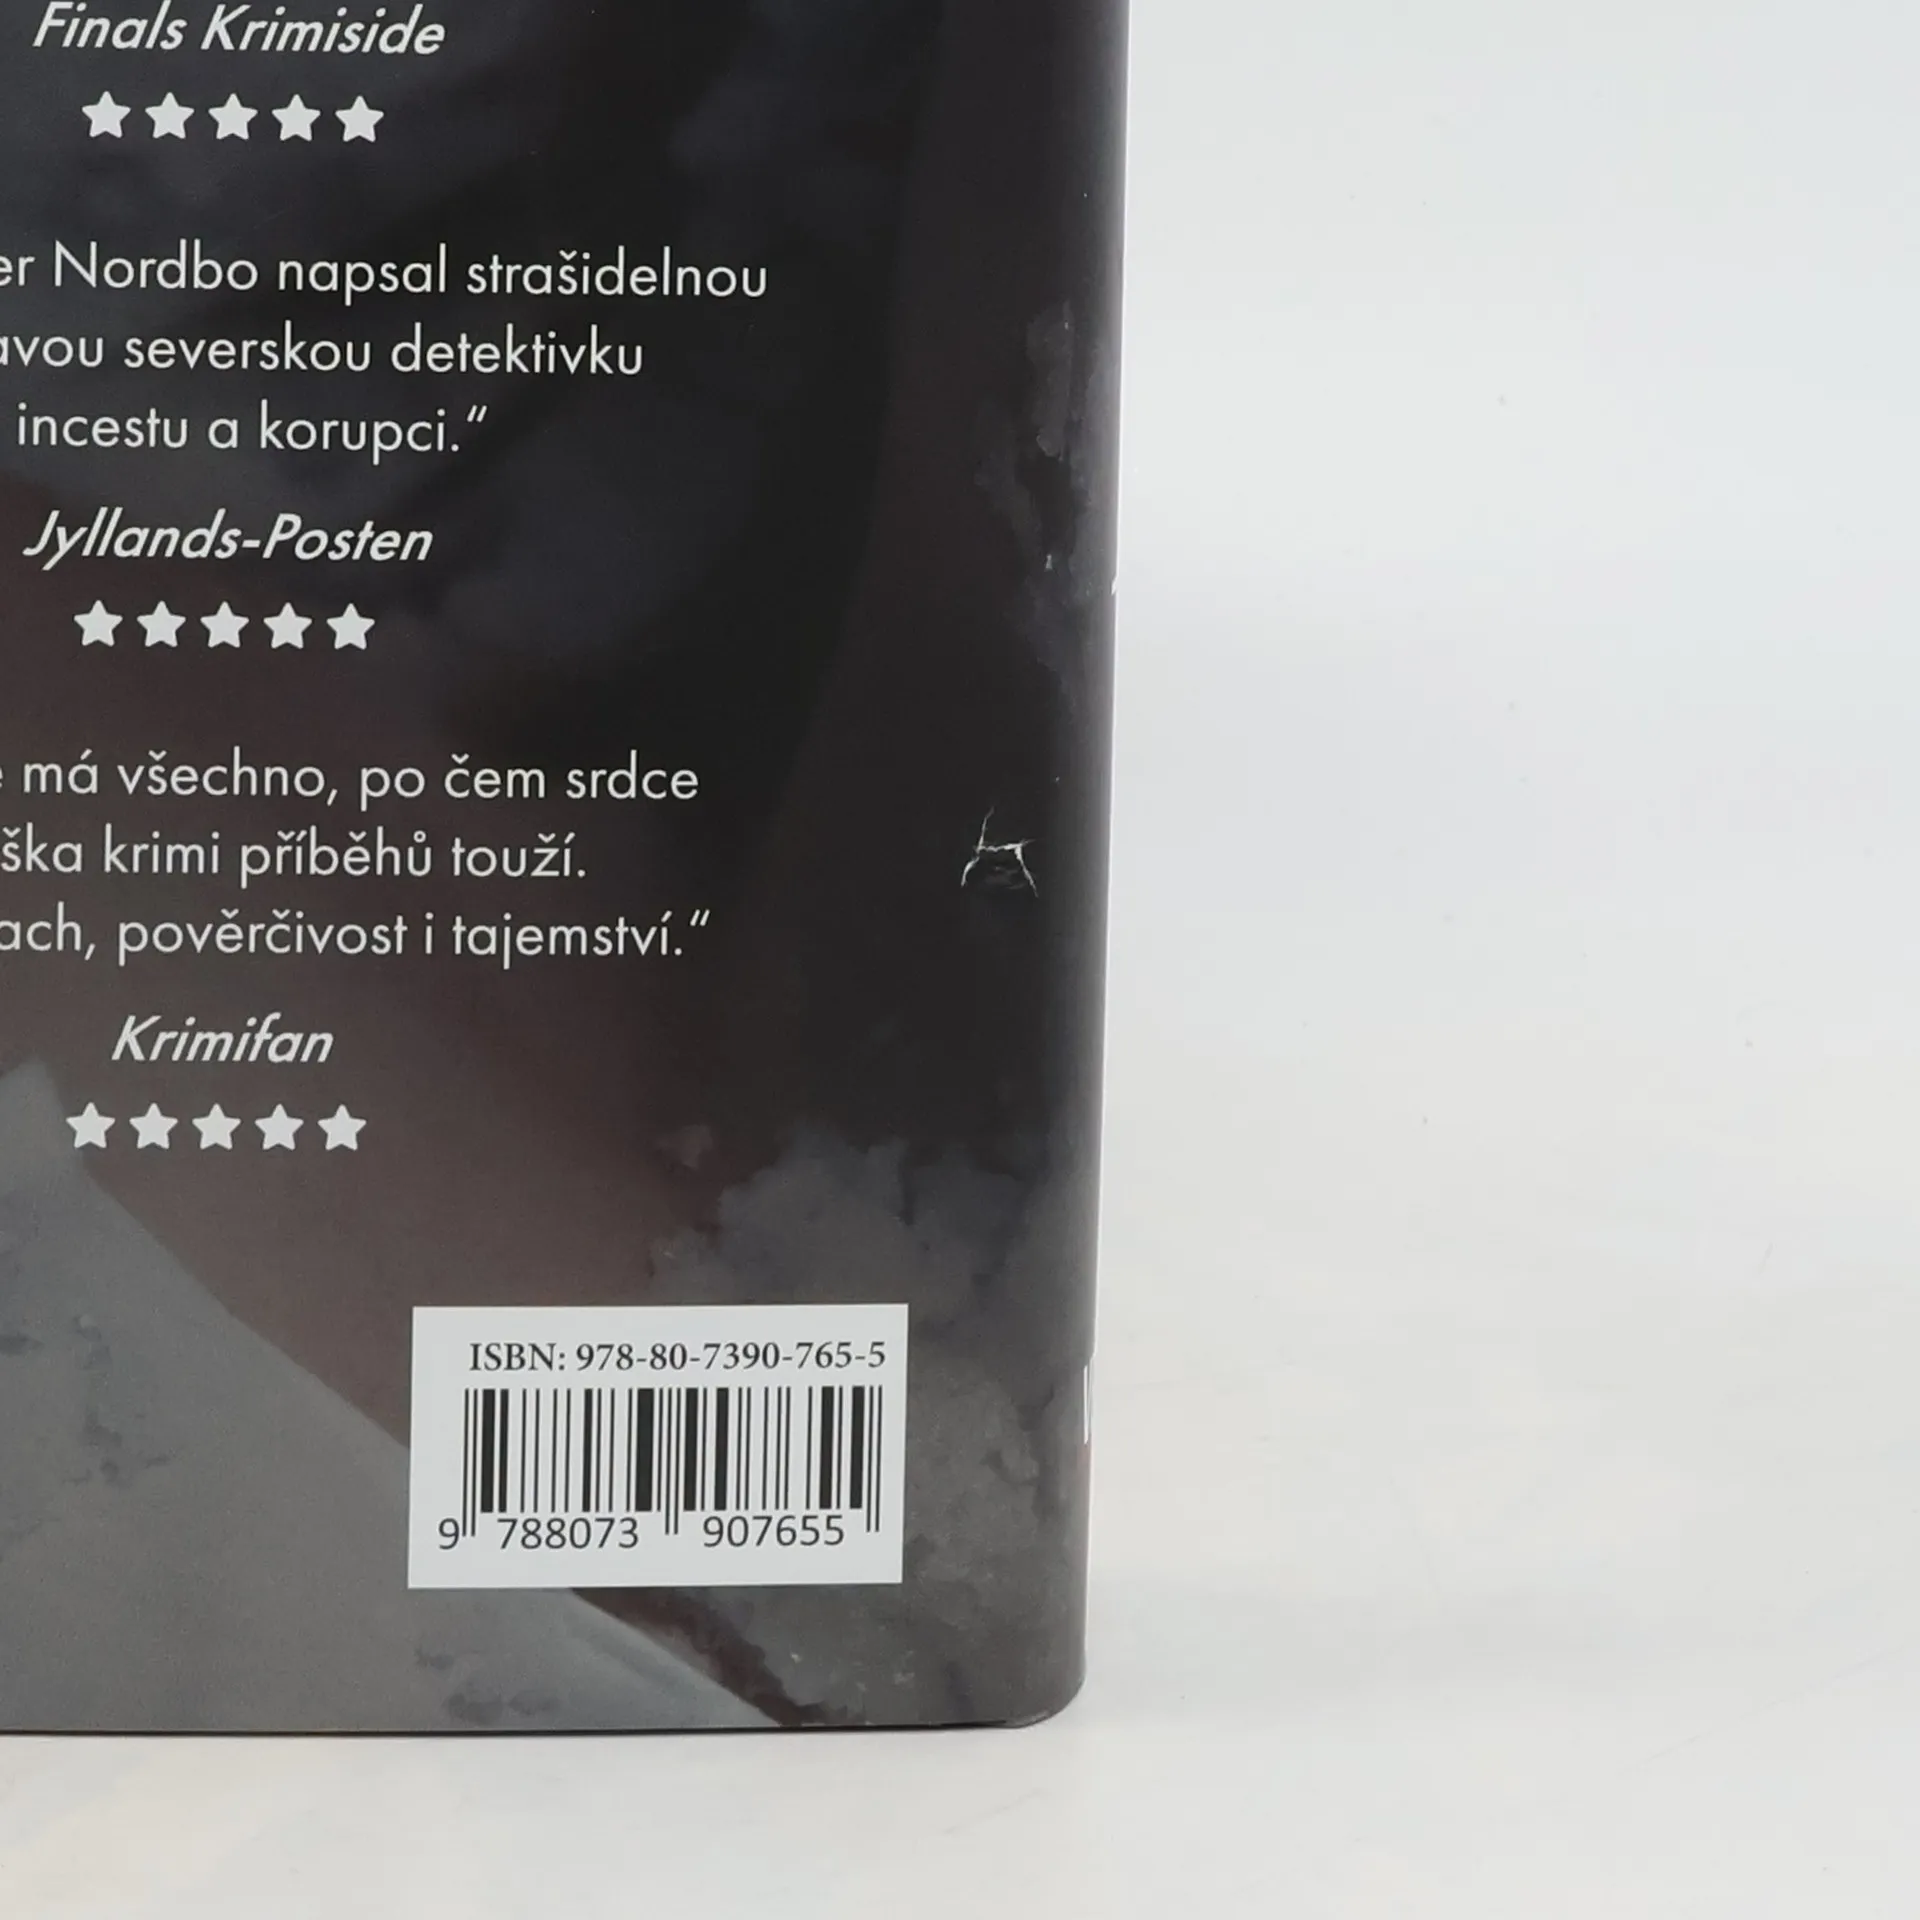 Finals Krimiside
er Nordbo napsal strašidelnou
avou severskou detektivku
incestu a korupci.“
Jyllands-Posten
má všechno, po čem srdce
ška krimi příběhů touží.
ach, pověrčivost i tajemství.“
Krimifan
ISBN: 978-80-7390-765-5
9 788073 907655